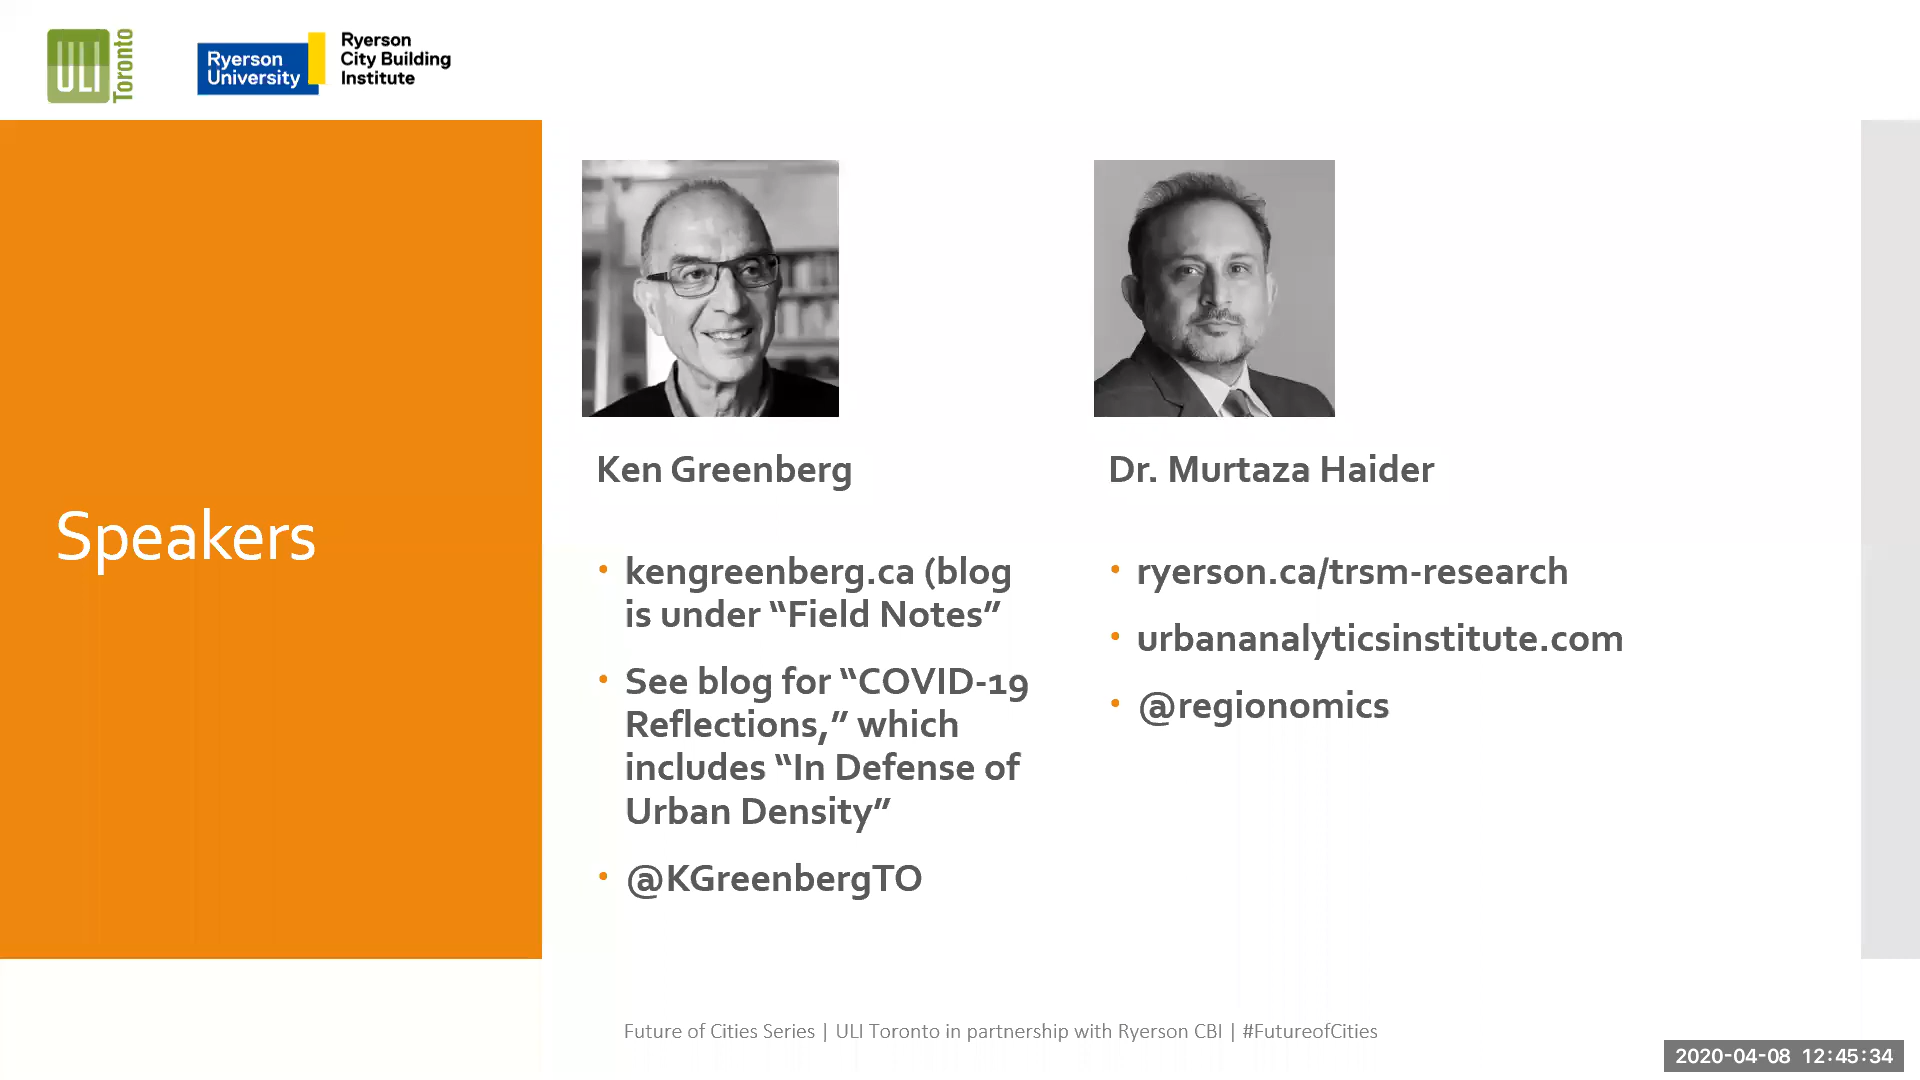 ULI Toronto
Ryerson
University
Ryerson
City Building
Institute
Speakers
Ken Greenberg
kengreenberg.ca (blog
is under “Field Notes”
See blog for “COVID-19
Reflections,” which
includes “In Defense of
Urban Density”
@KGreenbergTO
Dr. Murtaza Haider
ryerson.ca/trsm-research
urbananalyticsinstitute.com
@regionomics
Future of Cities Series | ULI Toronto in partnership with Ryerson CBI | #FutureofCities
2020-04-08 12:45:34